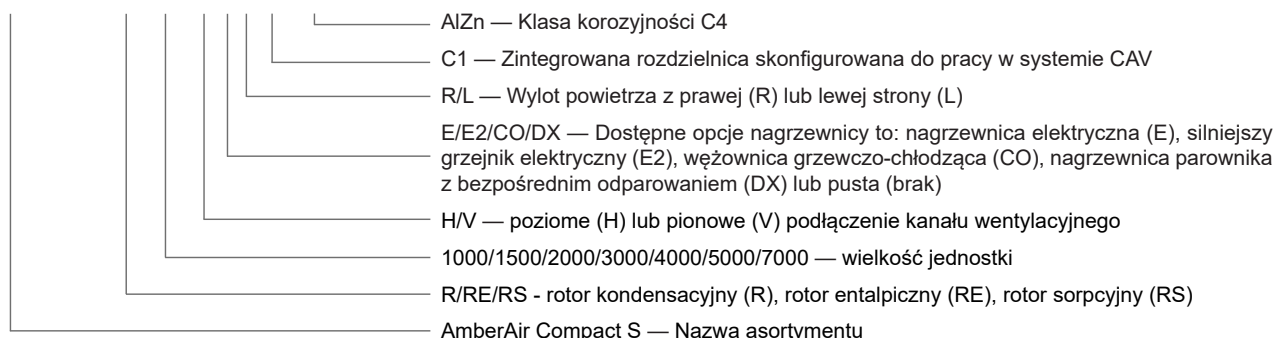 AlZn — Klasa korozyjności C4
C1 — Zintegrowana rozdzielnica skonfigurowana do pracy w systemie CAV
R/L — Wylot powietrza z prawej (R) lub lewej strony (L)
E/E2/CO/DX — Dostępne opcje nagrzewnicy to: nagrzewnica elektryczna (E), silniejszy
grzejnik elektryczny (E2), wężownica grzewczo-chłodząca (CO), nagrzewnica parownika
z bezpośrednim odparowaniem (DX) lub pusta (brak)
H/V — poziome (H) lub pionowe (V) podłączenie kanału wentylacyjnego
1000/1500/2000/3000/4000/5000/7000 — wielkość jednostki
R/RE/RS - rotor kondensacyjny (R), rotor entalpiczny (RE), rotor sorpcyjny (RS)
AmberAir Compact S — Nazwa asortymentu